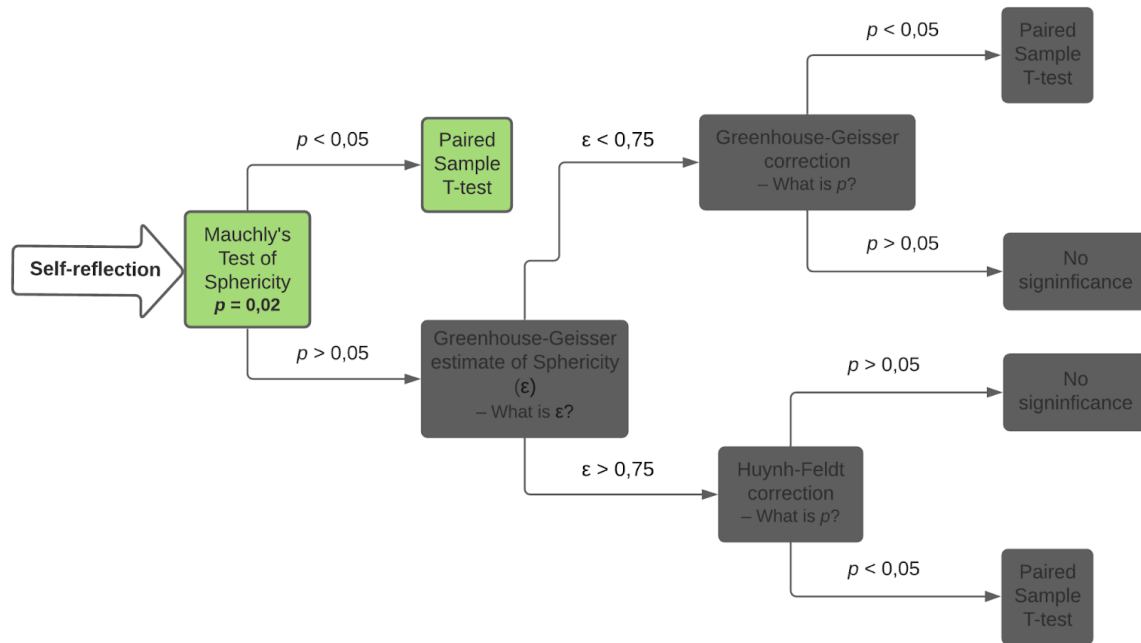 Self-reflection
Mauchly's
Test of
Sphericity
p = 0,02
p < 0,05
Paired
Sample
T-test
p > 0,05
Greenhouse-Geisser
estimate of Sphericity
(ε)
– What is ε?
ε < 0,75
Greenhouse-Geisser
correction
– What is p?
p < 0,05
Paired
Sample
T-test
p > 0,05
No
signinficance
ε > 0,75
Huynh-Feldt
correction
– What is p?
p > 0,05
No
signinficance
p < 0,05
Paired
Sample
T-test